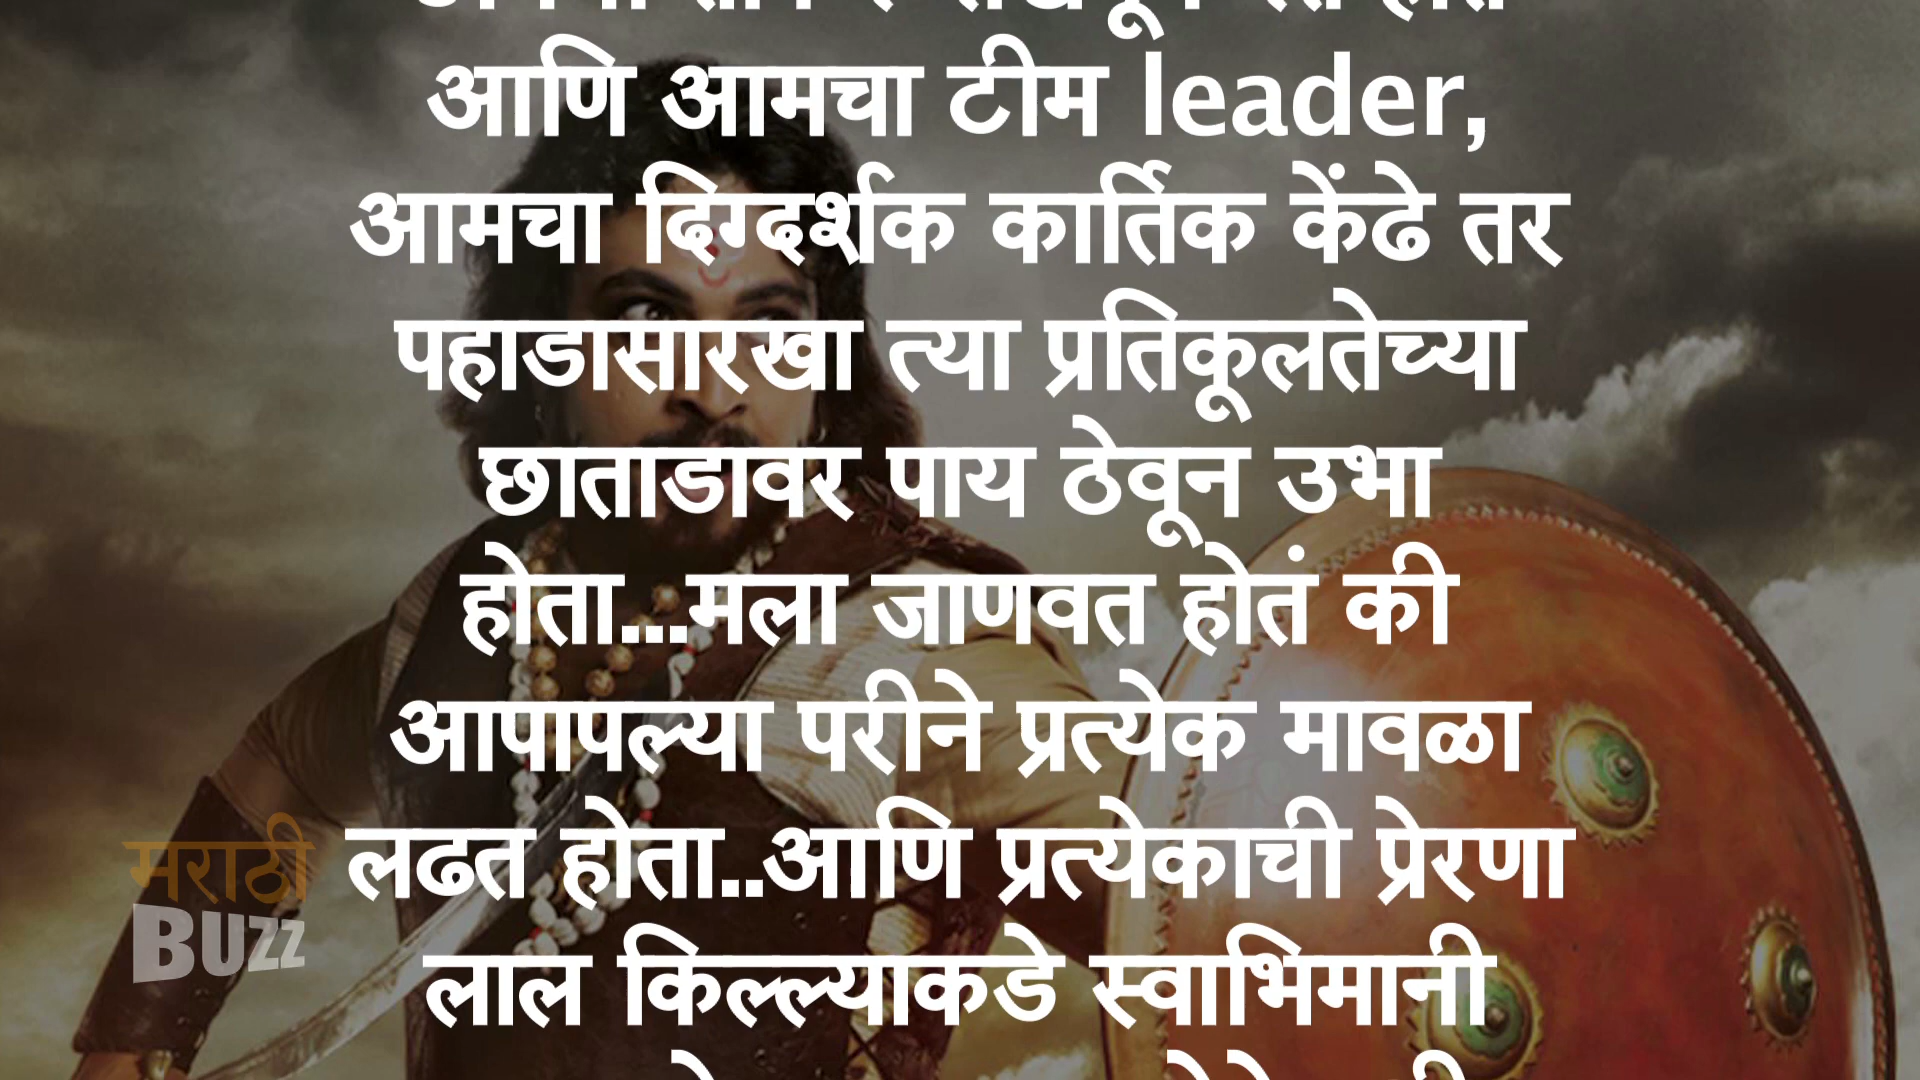 आणि आमचा टीम leader,
आमचा दिग्दर्शक कार्तिक केंढे तर
पहाडासारखा त्या प्रतिकूलतेच्या
छाताडावर पाय ठेवून उभा
होता...मला जाणवत होतं की
आपापल्या परीने प्रत्येक मावळा
लढत होता..आणि प्रत्येकाची प्रेरणा
लाल किल्ल्याकडे स्वाभिमानी
मराठी
BUZZ